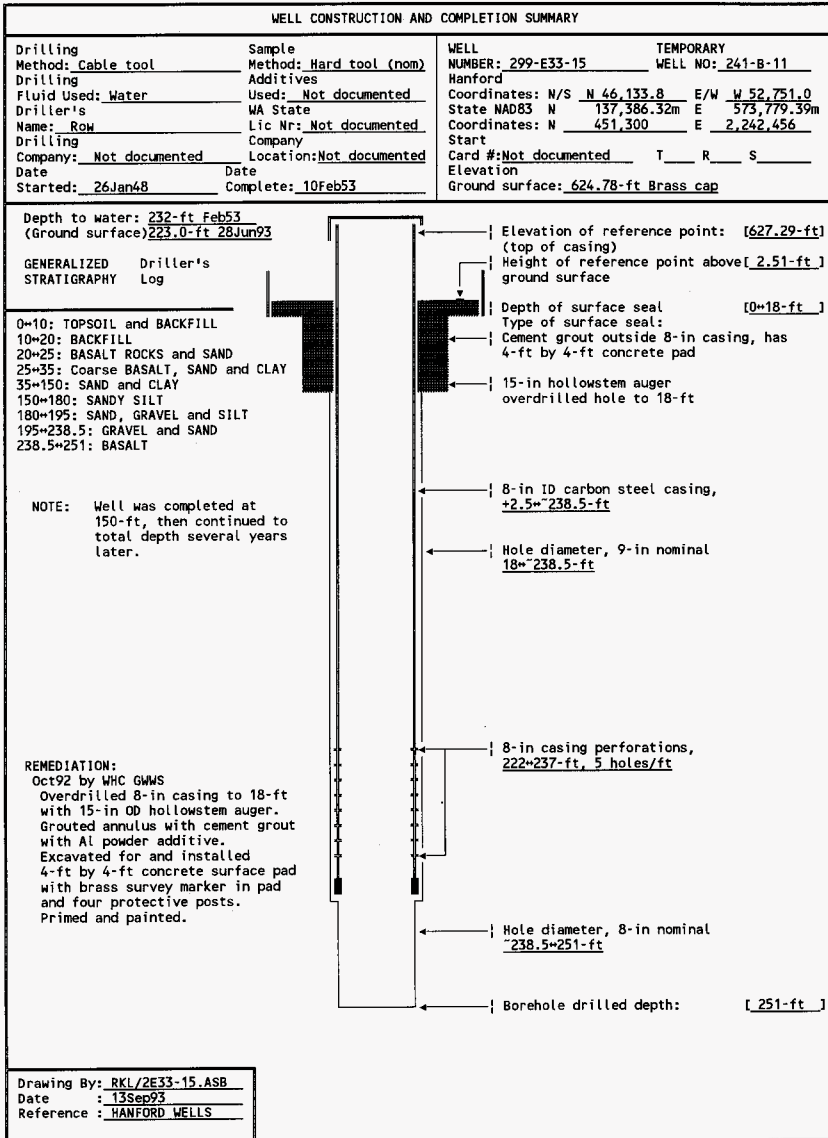 WELL CONSTRUCTION AND COMPLETION SUMMARY
Drilling Sample
Method: Cable tool Method: Hard tool (nom)
Drilling Additives
Fluid Used: Water Used: Not documented
Driller's WA State
Name: Row Lic Nr: Not documented
Drilling Company
Company: Not documented Location:Not documented
Date Date
Started: 26Jan48 Complete: 10Feb53
WELL TEMPORARY
NUMBER: 299-E33-15 WELL NO: 241-B-11
Hanford
Coordinates: N/S N 46,133.8 E/W W 52,751.0
State NAD83 N 137,386.32m E 573,779.39m
Coordinates: N 451,300 E 2,242,456
Start
Card #:Not documented T___ R___ S___
Elevation
Ground surface: 624.78-ft Brass cap
Depth to water: 232-ft Feb53
(Ground surface)223.0-ft 28Jun93
GENERALIZED Driller's
STRATIGRAPHY Log
0↔10: TOPSOIL and BACKFILL
10↔20: BACKFILL
20↔25: BASALT ROCKS and SAND
25↔35: Coarse BASALT, SAND and CLAY
35↔150: SAND and CLAY
150↔180: SANDY SILT
180↔195: SAND, GRAVEL and SILT
195↔238.5: GRAVEL and SAND
238.5↔251: BASALT
NOTE: Well was completed at
150-ft, then continued to
total depth several years
later.
REMEDIATION:
Oct92 by WHC GWWS
Overdrilled 8-in casing to 18-ft
with 15-in OD hollowstem auger.
Grouted annulus with cement grout
with Al powder additive.
Excavated for and installed
4-ft by 4-ft concrete surface pad
with brass survey marker in pad
and four protective posts.
Primed and painted.
Elevation of reference point: [627.29-ft]
(top of casing)
Height of reference point above[ 2.51-ft ]
ground surface
Depth of surface seal [0↔18-ft ]
Type of surface seal:
Cement grout outside 8-in casing, has
4-ft by 4-ft concrete pad
15-in hollowstem auger
overdrilled hole to 18-ft
8-in ID carbon steel casing,
+2.5↔~238.5-ft
Hole diameter, 9-in nominal
18↔~238.5-ft
8-in casing perforations,
222↔237-ft, 5 holes/ft
Hole diameter, 8-in nominal
~238.5↔251-ft
Borehole drilled depth: [ 251-ft ]
Drawing By: RKL/2E33-15.ASB
Date : 13Sep93
Reference : HANFORD WELLS